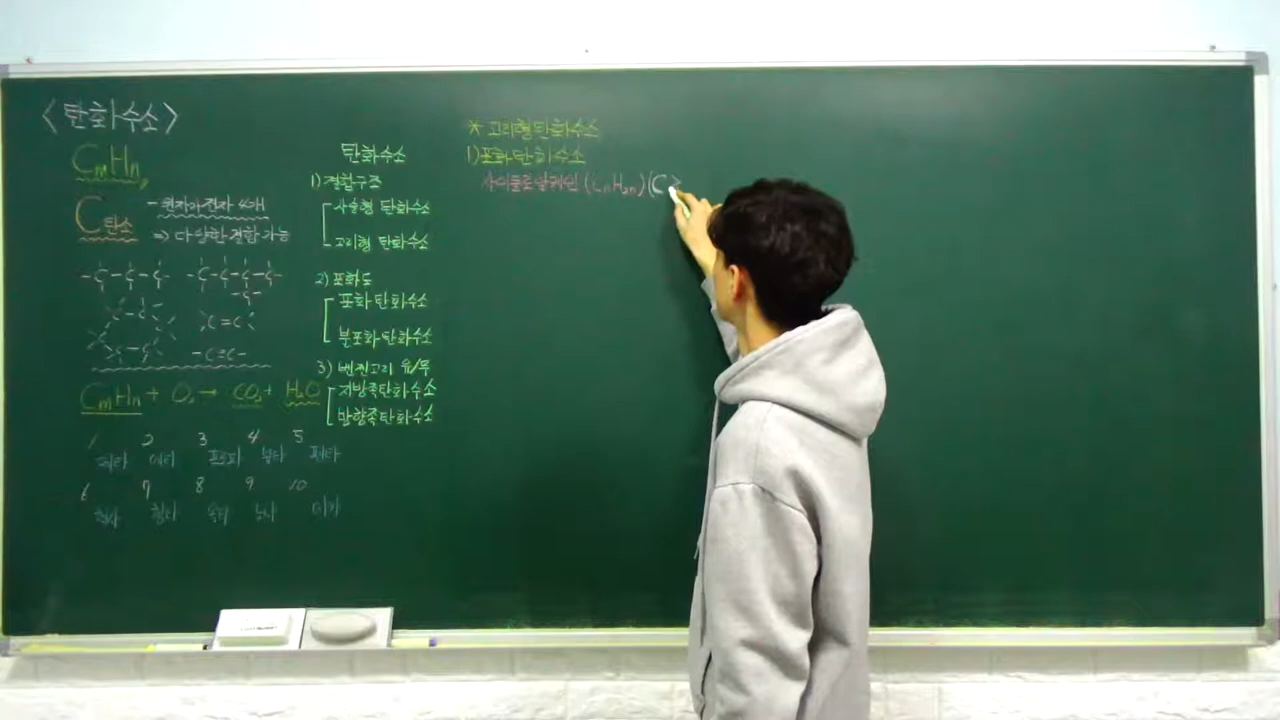 <탄화수소>
CmHn
C탄소 - 원자가전자 4개
⇒ 다양한 결합 가능
-C-C-C- -C-C-C-C-
C=C
-C≡C-
CmHn + O₂ → CO₂ + H₂O
1 2 3 4 5
메타 에터 프로피 뷰타 펜타
6 7 8 9 10
헥사 헵타 옥타 노나 데카
탄화수소
1) 결합구조
사슬형 탄화수소
고리형 탄화수소
2) 포화도
포화 탄화수소
불포화 탄화수소
3) 벤진고리 유/무
지방족탄화수소
방향족탄화수소
* 고리형탄화수소
1) 포화탄화수소
사이클로알케인 (CnH2n) (C